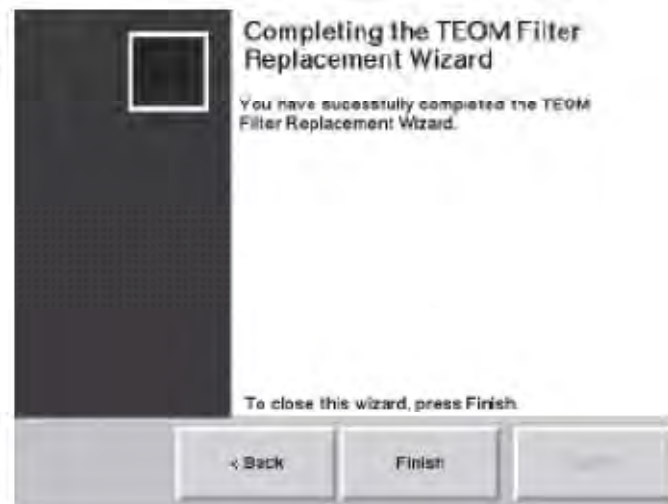 Completing the TEOM Filter
Replacement Wizard
You have sucessfully completed the TEOM
Filter Replacement Wizard.
To close this wizard, press Finish.
< Back
Finish